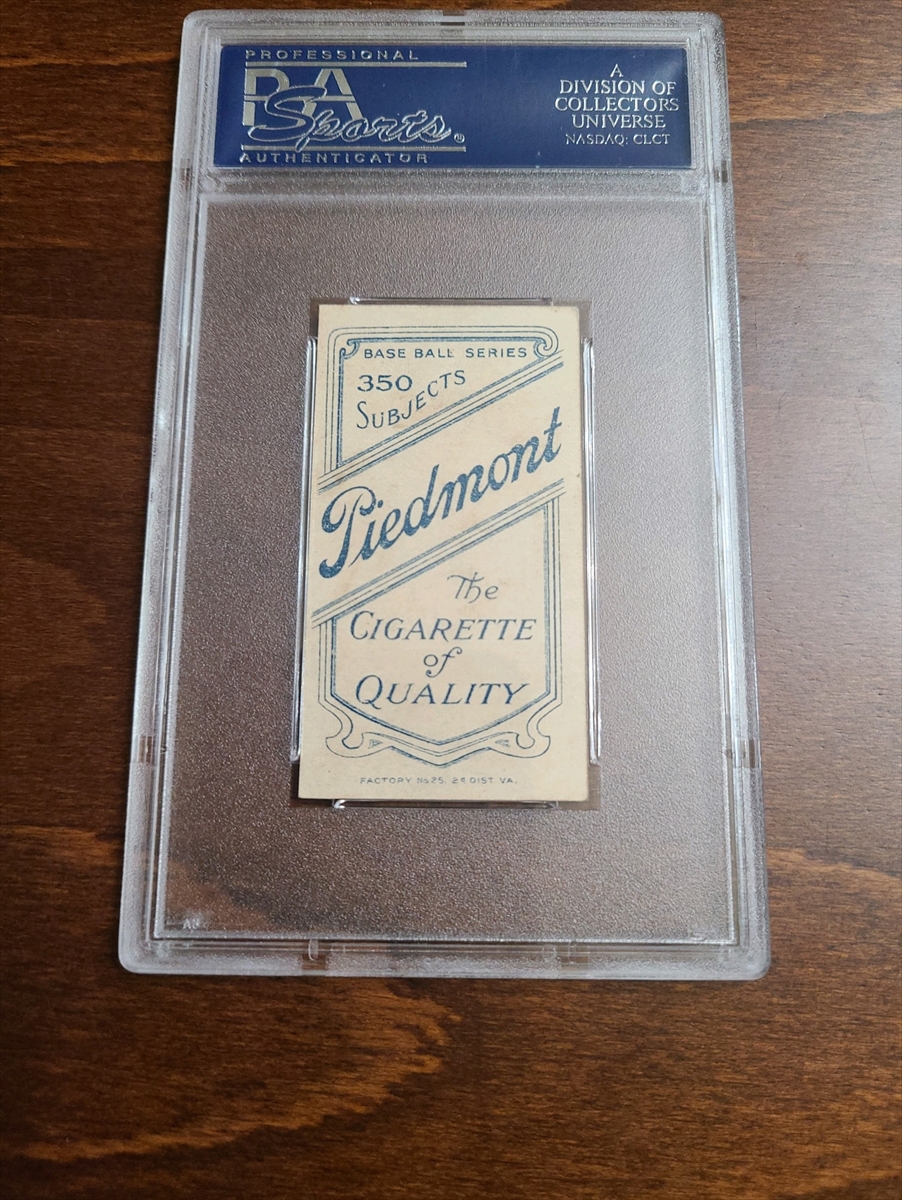 PROFESSIONAL
PSA
Sports®
AUTHENTICATOR
A
DIVISION OF
COLLECTORS
UNIVERSE
NASDAQ: CLCT
BASE BALL SERIES
350
SUBJECTS
Piedmont
The
CIGARETTE
of
QUALITY
FACTORY No 25. 2d DIST. VA.